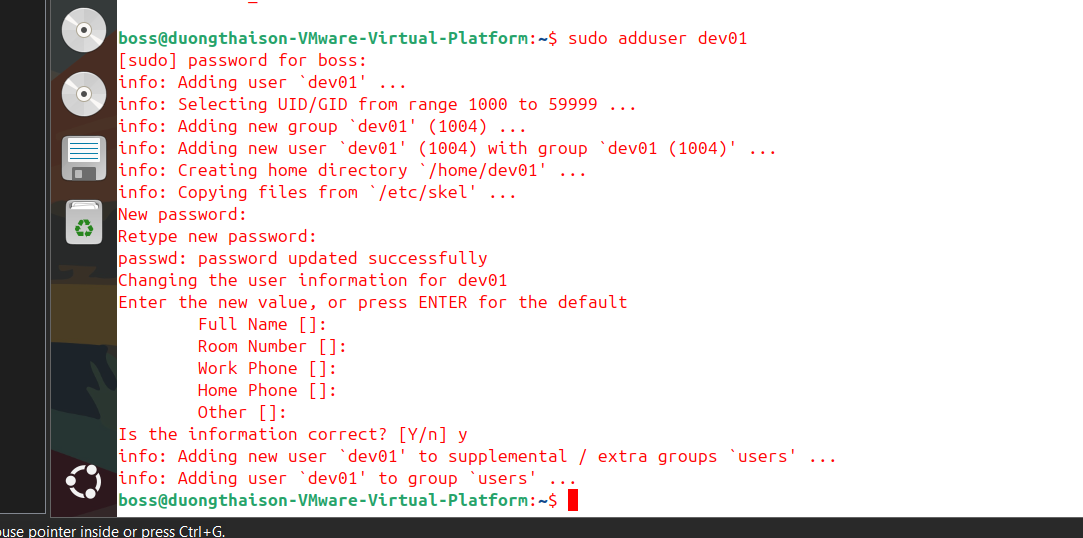 boss@duongthaison-VMware-Virtual-Platform:~$ sudo adduser dev01
[sudo] password for boss:
info: Adding user `dev01' ...
info: Selecting UID/GID from range 1000 to 59999 ...
info: Adding new group `dev01' (1004) ...
info: Adding new user `dev01' (1004) with group `dev01 (1004)' ...
info: Creating home directory `/home/dev01' ...
info: Copying files from `/etc/skel' ...
New password:
Retype new password:
passwd: password updated successfully
Changing the user information for dev01
Enter the new value, or press ENTER for the default
        Full Name []:
        Room Number []:
        Work Phone []:
        Home Phone []:
        Other []:
Is the information correct? [Y/n] y
info: Adding new user `dev01' to supplemental / extra groups `users' ...
info: Adding user `dev01' to group `users' ...
boss@duongthaison-VMware-Virtual-Platform:~$
pointer inside or press Ctrl+G.